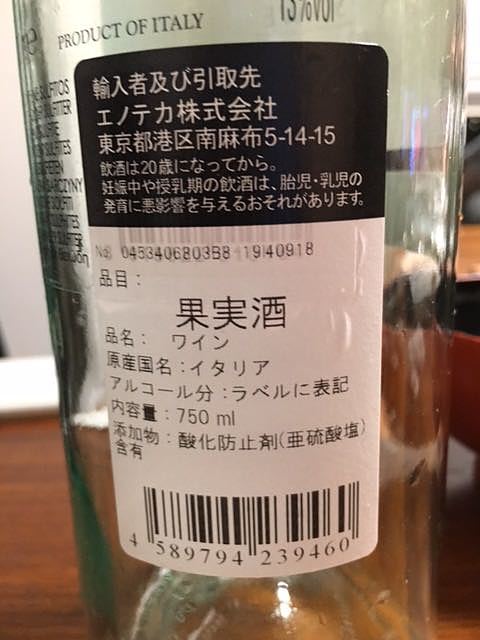 13%vol
PRODUCT OF ITALY
輸入者及び引取先
エノテカ株式会社
東京都港区南麻布5-14-15
飲酒は20歳になってから。
妊娠中や授乳期の飲酒は、胎児・乳児の
発育に悪影響を与えるおそれがあります。
No. 0453406803B8 1940918
品目：
果実酒
品名： ワイン
原産国名：イタリア
アルコール分：ラベルに表記
内容量：750 ml
添加物：酸化防止剤(亜硫酸塩)
含有
4 589794 239460